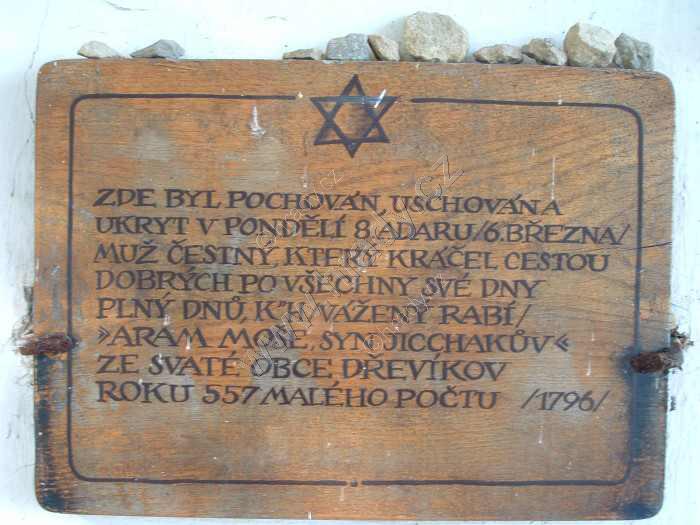 ZDE BYL POCHOVÁN, USCHOVÁN A
UKRYT V PONDĚLÍ 8. ADARU /6. BŘEZNA/
MUŽ ČESTNÝ, KTERÝ KRÁČEL CESTOU
DOBRÝCH PO VŠECHNY SVÉ DNY
PLNÝ DNŮ, K"H, VÁŽENÝ RABÍ/
»ARAM MOŠE, SYN JICCHAKŮV«
ZE SVATÉ OBCE DŘEVÍKOV
ROKU 557 MALÉHO POČTU /1796/